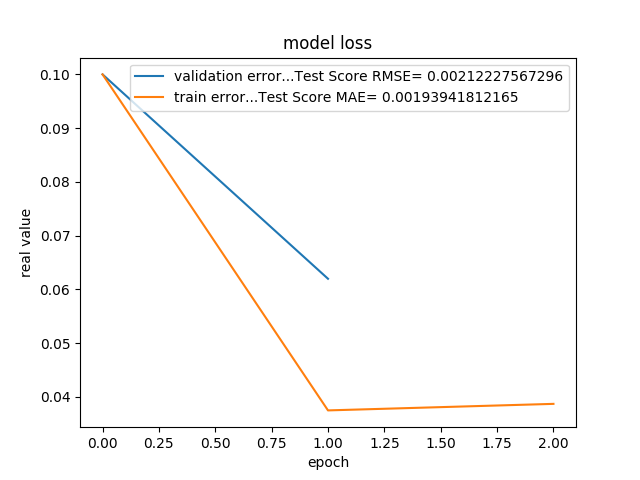 model loss
validation error...Test Score RMSE= 0.00212227567296
train error...Test Score MAE= 0.00193941812165
0.10
0.09
0.08
0.07
0.06
0.05
0.04
real value
0.00 0.25 0.50 0.75 1.00 1.25 1.50 1.75 2.00
epoch